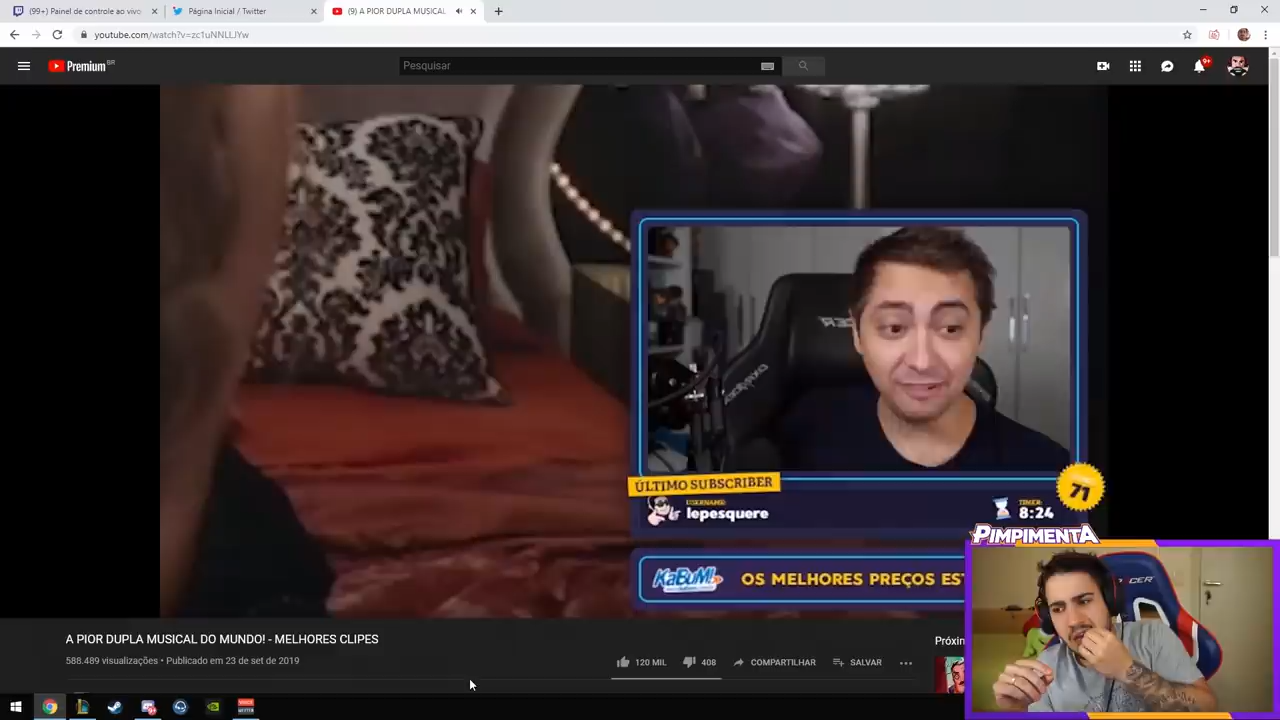 (99+) Painel de controle ao vivo
Página Inicial / Twitter
(9) A PIOR DUPLA MUSICAL
youtube.com/watch?v=zc1uNNLLJYw
Premium BR
Pesquisar
9+
ÚLTIMO SUBSCRIBER
USERNAME:
lepesquere
TIMER:
8:24
71
KaBuM!
OS MELHORES PREÇOS EST
PIMPIMENTA
A PIOR DUPLA MUSICAL DO MUNDO! - MELHORES CLIPES
588.489 visualizações • Publicado em 23 de set de 2019
120 MIL
408
COMPARTILHAR
SALVAR
Próxim